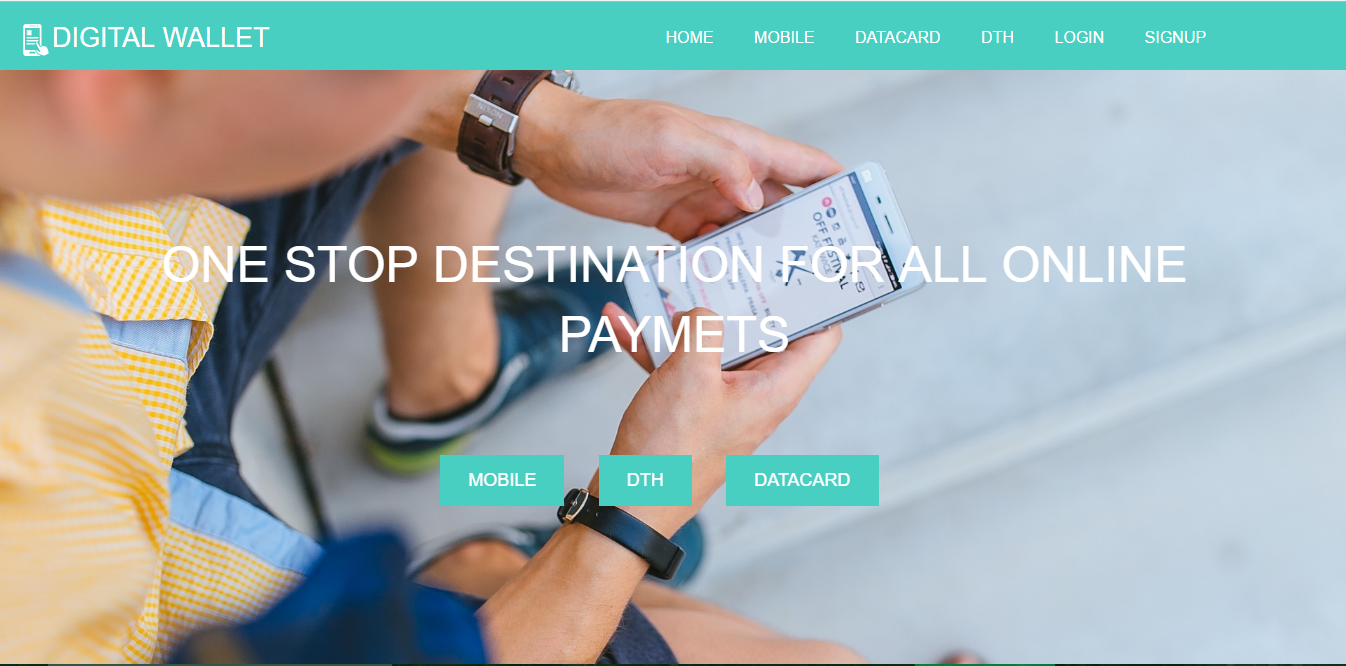 DIGITAL WALLET
HOME MOBILE DATACARD DTH LOGIN SIGNUP
ONE STOP DESTINATION FOR ALL ONLINE
PAYMETS
MOBILE DTH DATACARD